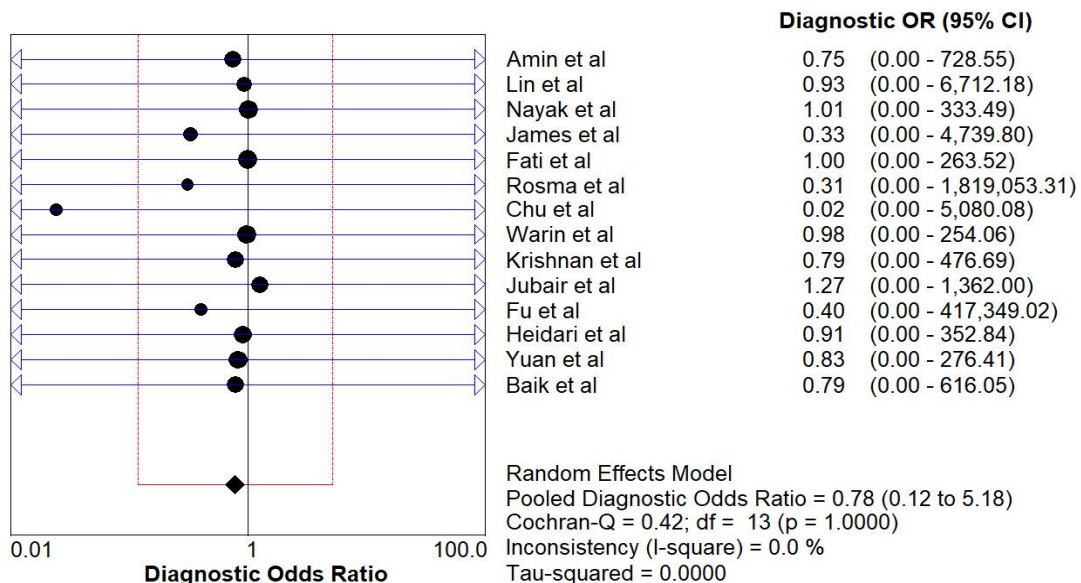 Diagnostic OR (95% CI)
Amin et al 0.75 (0.00 - 728.55)
Lin et al 0.93 (0.00 - 6,712.18)
Nayak et al 1.01 (0.00 - 333.49)
James et al 0.33 (0.00 - 4,739.80)
Fati et al 1.00 (0.00 - 263.52)
Rosma et al 0.31 (0.00 - 1,819,053.31)
Chu et al 0.02 (0.00 - 5,080.08)
Warin et al 0.98 (0.00 - 254.06)
Krishnan et al 0.79 (0.00 - 476.69)
Jubair et al 1.27 (0.00 - 1,362.00)
Fu et al 0.40 (0.00 - 417,349.02)
Heidari et al 0.91 (0.00 - 352.84)
Yuan et al 0.83 (0.00 - 276.41)
Baik et al 0.79 (0.00 - 616.05)
Random Effects Model
Pooled Diagnostic Odds Ratio = 0.78 (0.12 to 5.18)
Cochran-Q = 0.42; df = 13 (p = 1.0000)
Inconsistency (I-square) = 0.0 %
Tau-squared = 0.0000
0.01 1 100.0
Diagnostic Odds Ratio